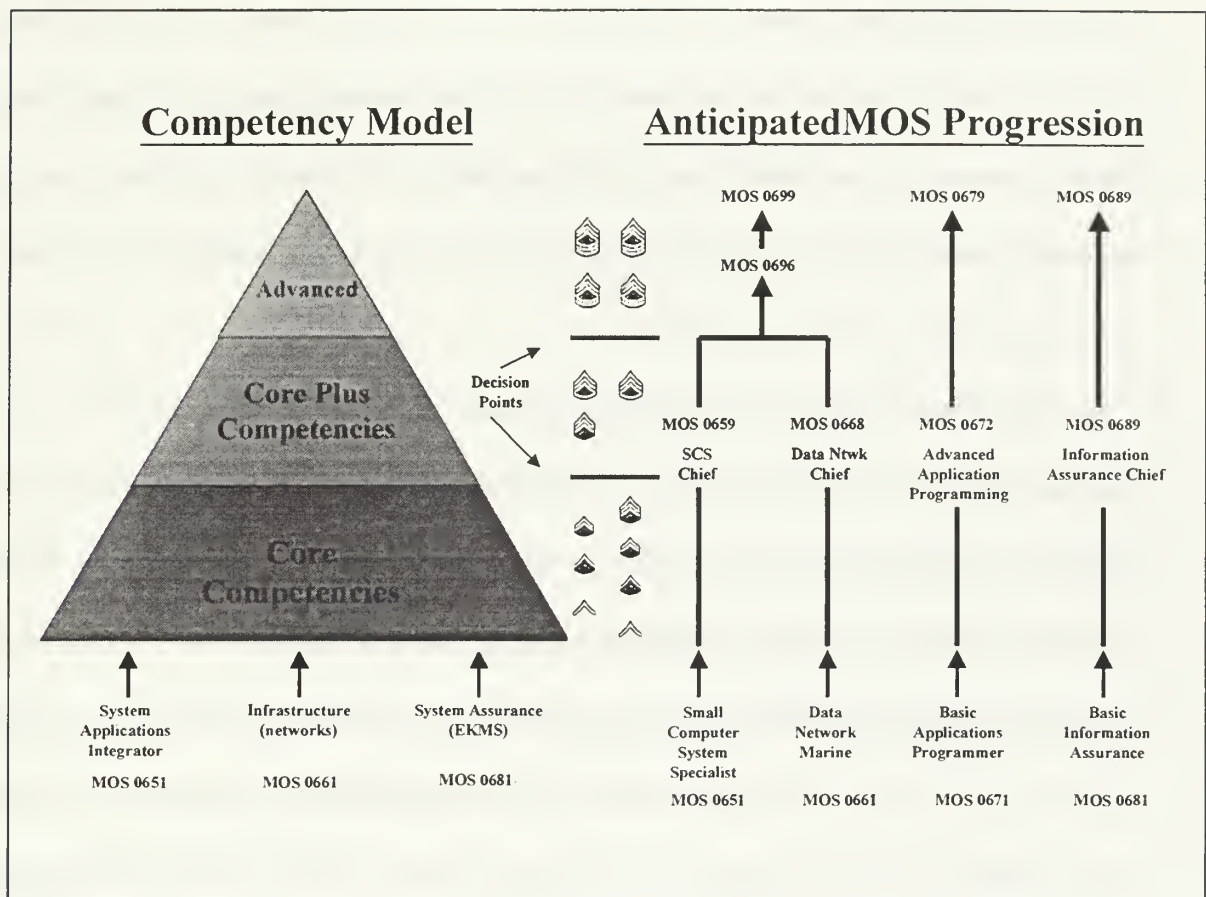 Competency Model
Advanced
Core Plus
Competencies
Core
Competencies
System
Applications
Integrator
MOS 0651
Infrastructure
(networks)
MOS 0661
System Assurance
(EKMS)
MOS 0681
Decision
Points
AnticipatedMOS Progression
MOS 0699
MOS 0696
MOS 0679
MOS 0689
MOS 0659
SCS
Chief
MOS 0668
Data Ntwk
Chief
MOS 0672
Advanced
Application
Programming
MOS 0689
Information
Assurance Chief
Small
Computer
System
Specialist
MOS 0651
Data
Network
Marine
MOS 0661
Basic
Applications
Programmer
MOS 0671
Basic
Information
Assurance
MOS 0681